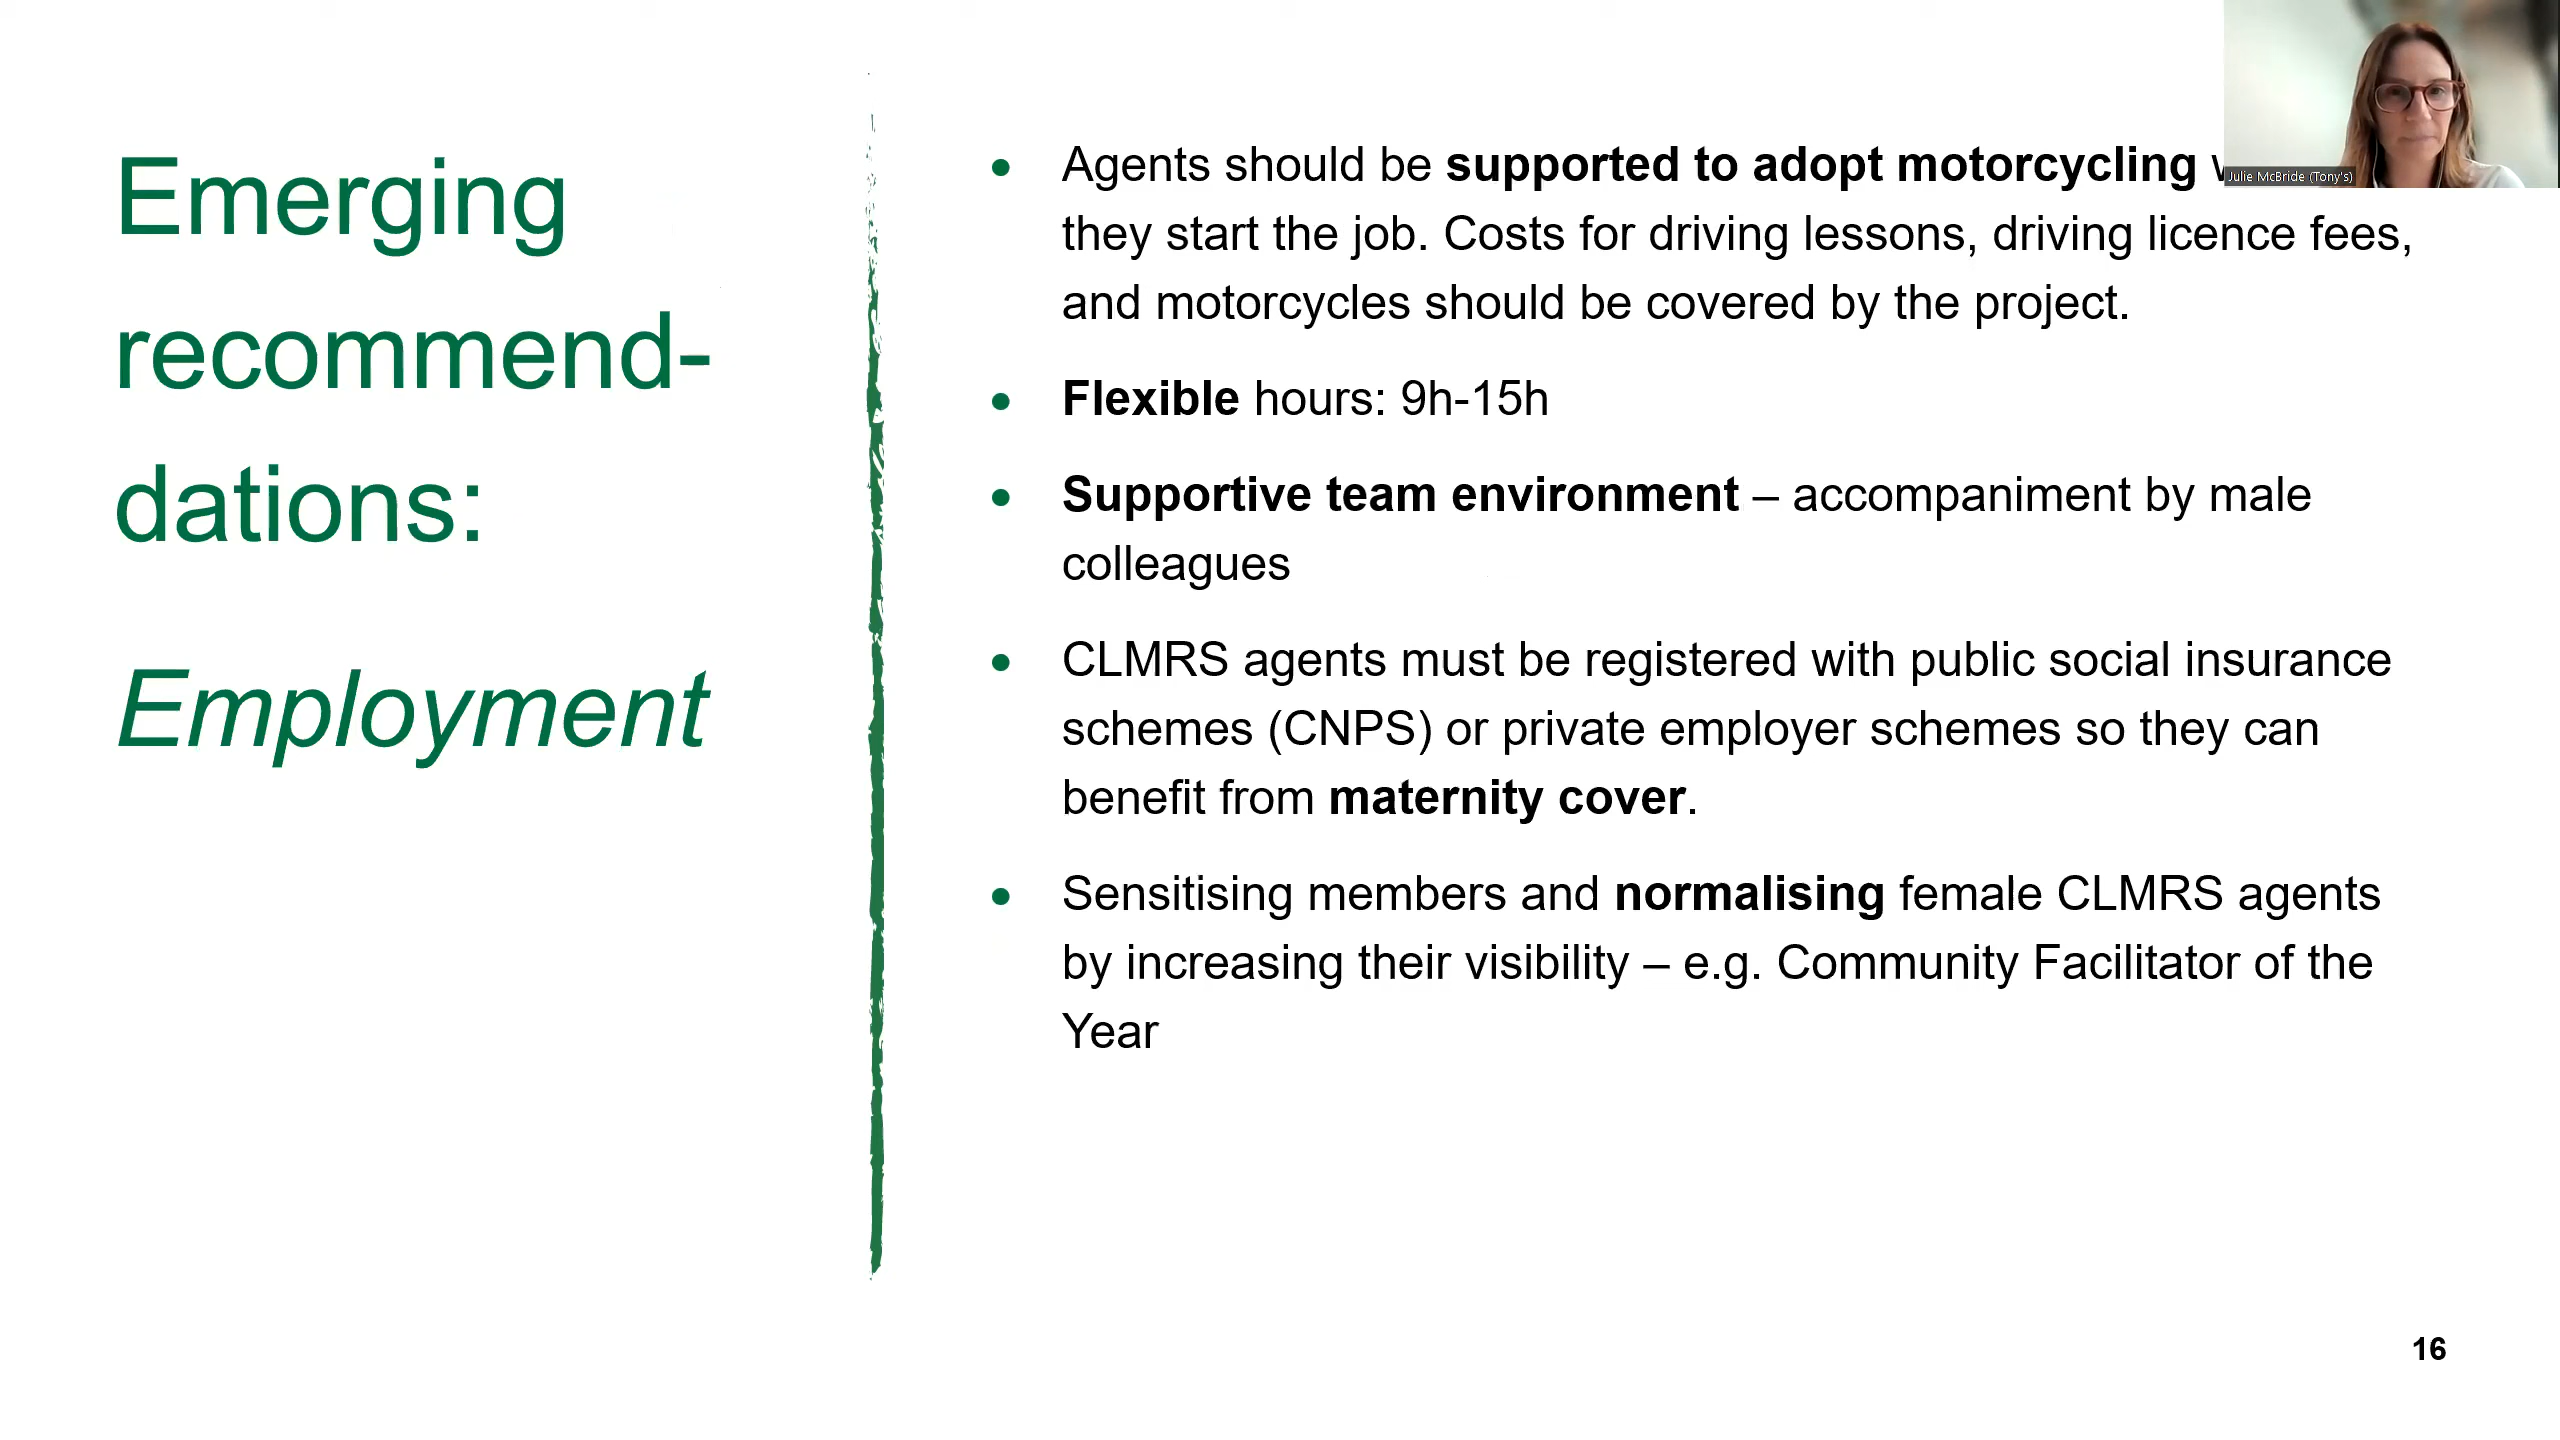 Emerging
recommend-
dations:
Employment
Agents should be supported to adopt motorcycling
they start the job. Costs for driving lessons, driving licence fees,
and motorcycles should be covered by the project.
Flexible hours: 9h-15h
Supportive team environment – accompaniment by male
colleagues
CLMRS agents must be registered with public social insurance
schemes (CNPS) or private employer schemes so they can
benefit from maternity cover.
Sensitising members and normalising female CLMRS agents
by increasing their visibility – e.g. Community Facilitator of the
Year
Julie McBride (Tony's)
16